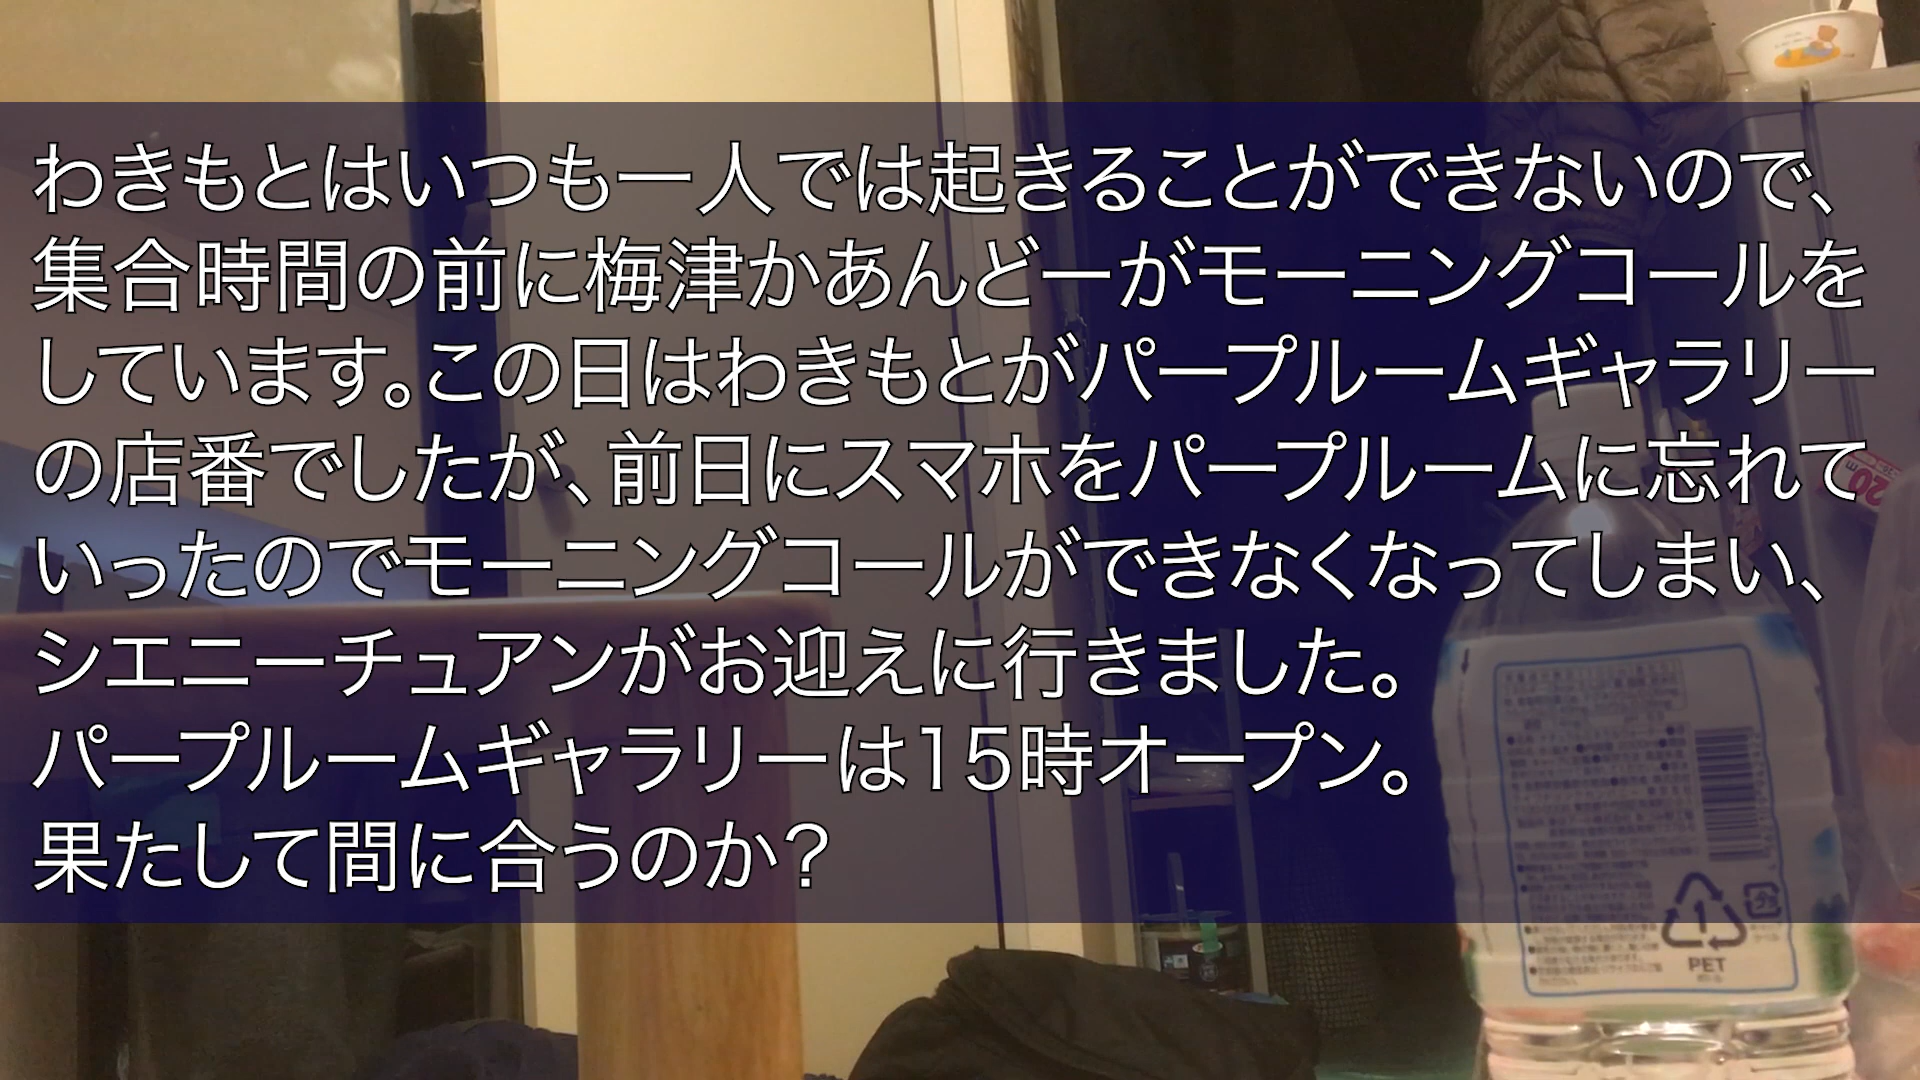 わきもとはいつも一人では起きることができないので、
集合時間の前に梅津かあんどーがモーニングコールを
しています。この日はわきもとがパープルームギャラリー
の店番でしたが、前日にスマホをパープルームに忘れて
いったのでモーニングコールができなくなってしまい、
シエニーチュアンがお迎えに行きました。
パープルームギャラリーは15時オープン。
果たして間に合うのか?
1
PET